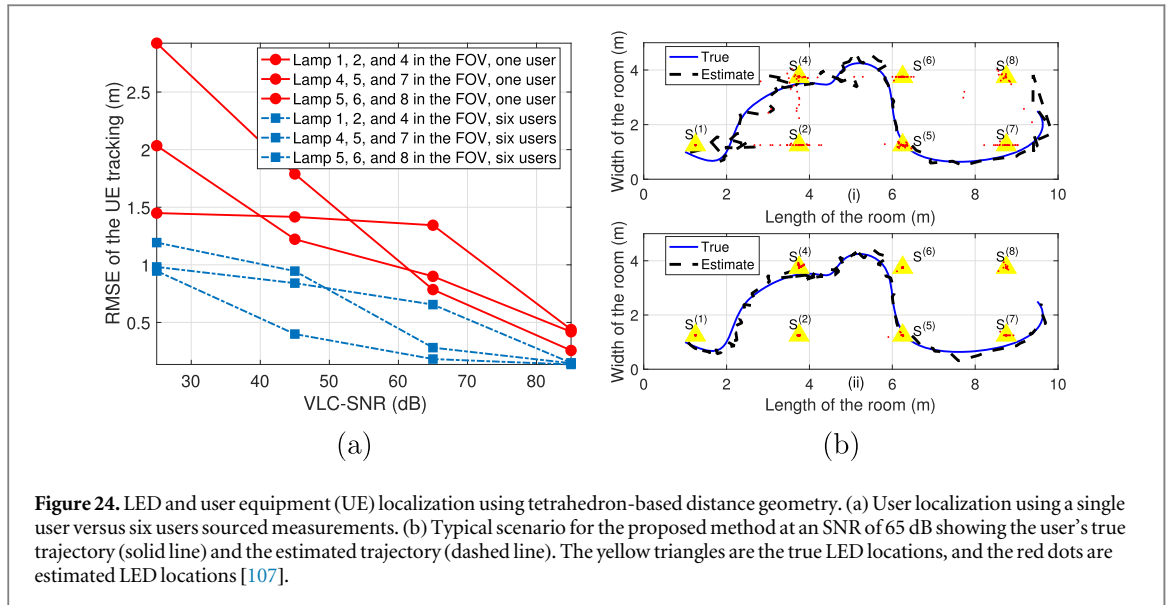 RMSE of the UE tracking (m)
2.5
2
1.5
1
0.5
30 40 50 60 70 80
VLC-SNR (dB)
Lamp 1, 2, and 4 in the FOV, one user
Lamp 4, 5, and 7 in the FOV, one user
Lamp 5, 6, and 8 in the FOV, one user
Lamp 1, 2, and 4 in the FOV, six users
Lamp 4, 5, and 7 in the FOV, six users
Lamp 5, 6, and 8 in the FOV, six users
(a)
Width of the room (m)
4
2
0
True
Estimate
S(4) S(6) S(8)
S(1) S(2) S(5) S(7)
0 2 4 6 8 10
(i)
Length of the room (m)
Width of the room (m)
4
2
0
True
Estimate
S(4) S(6) S(8)
S(1) S(2) S(5) S(7)
0 2 4 6 8 10
(ii)
Length of the room (m)
(b)
Figure 24. LED and user equipment (UE) localization using tetrahedron-based distance geometry. (a) User localization using a single
user versus six users sourced measurements. (b) Typical scenario for the proposed method at an SNR of 65 dB showing the user's true
trajectory (solid line) and the estimated trajectory (dashed line). The yellow triangles are the true LED locations, and the red dots are
estimated LED locations [107].